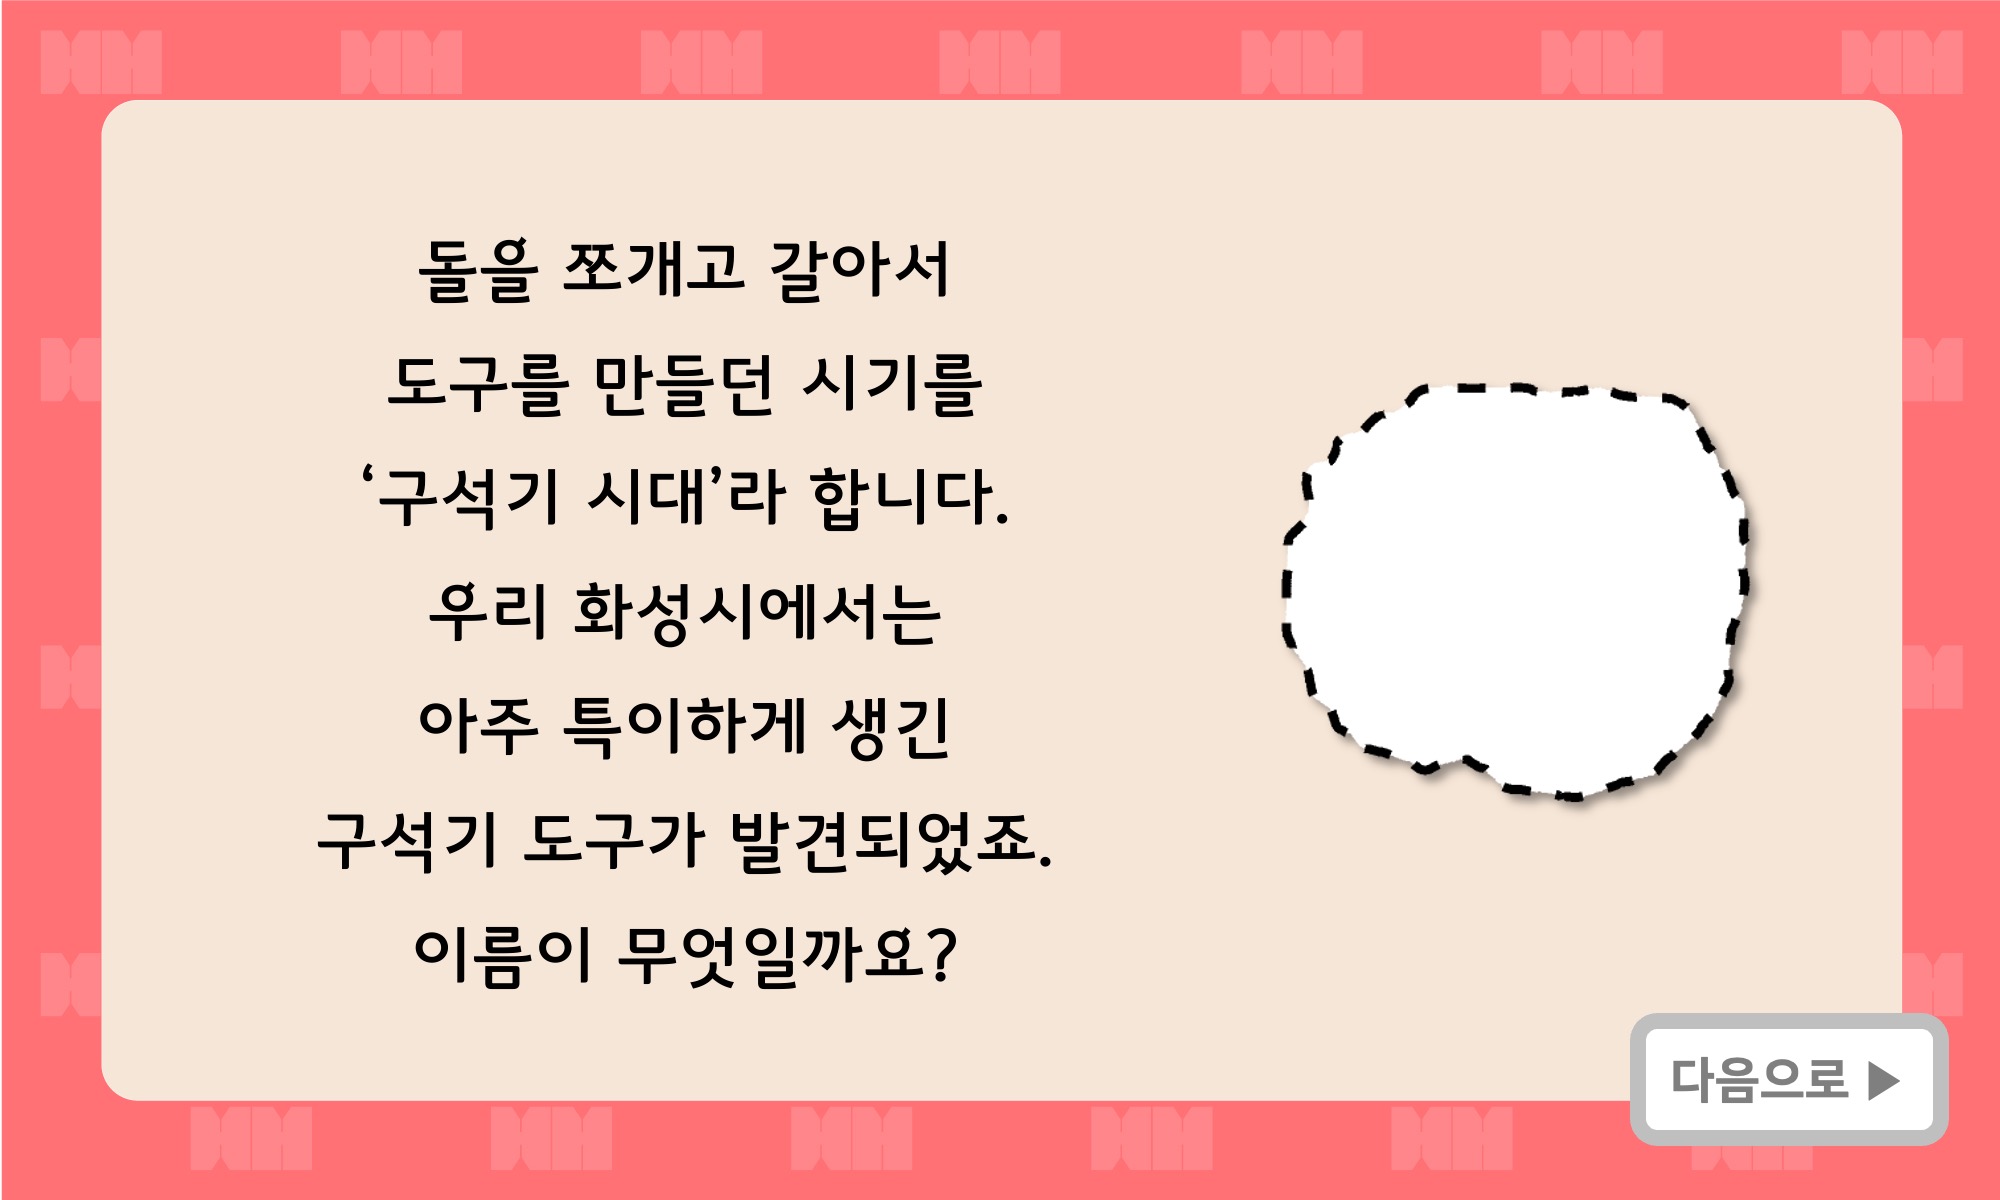 돌을 쪼개고 갈아서
도구를 만들던 시기를
‘구석기 시대’라 합니다.
우리 화성시에서는
아주 특이하게 생긴
구석기 도구가 발견되었죠.
이름이 무엇일까요?
다음으로 ▶